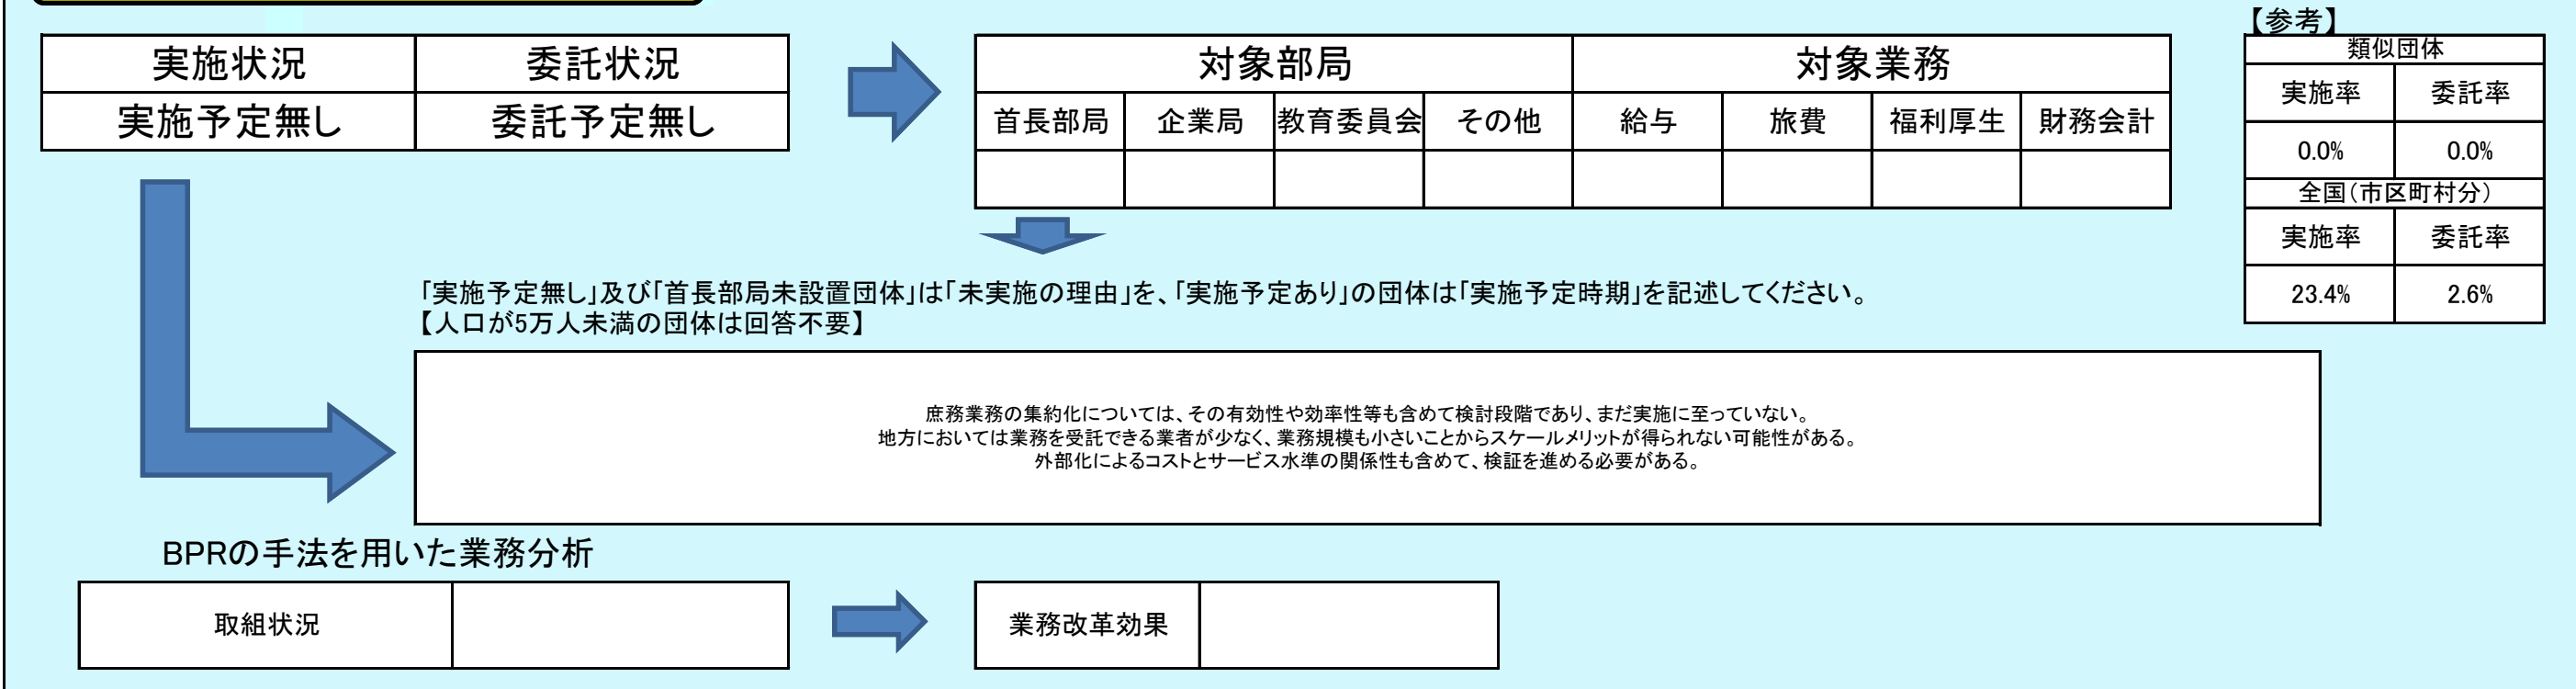 【参考】
実施状況 委託状況
実施予定無し 委託予定無し
対象部局 対象業務
首長部局 企業局 教育委員会 その他 給与 旅費 福利厚生 財務会計
類似団体
実施率 委託率
0.0% 0.0%
全国(市区町村分)
実施率 委託率
23.4% 2.6%
「実施予定無し」及び「首長部局未設置団体」は「未実施の理由」を、「実施予定あり」の団体は「実施予定時期」を記述してください。
【人口が5万人未満の団体は回答不要】
庶務業務の集約化については、その有効性や効率性等も含めて検討段階であり、まだ実施に至っていない。
地方においては業務を受託できる業者が少なく、業務規模も小さいことからスケールメリットが得られない可能性がある。
外部化によるコストとサービス水準の関係性も含めて、検証を進める必要がある。
BPRの手法を用いた業務分析
取組状況
業務改革効果